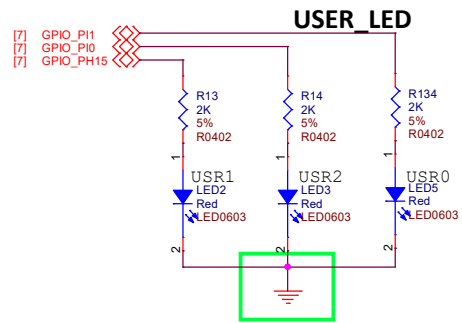 USER_LED
[7] GPIO_PI1
[7] GPIO_PI0
[7] GPIO_PH15
R13
2K
5%
R0402
R14
2K
5%
R0402
R134
2K
5%
R0402
1
1
1
USR1
LED2
Red
LED0603
USR2
LED3
Red
LED0603
USR0
LED5
Red
LED0603
2
2
2